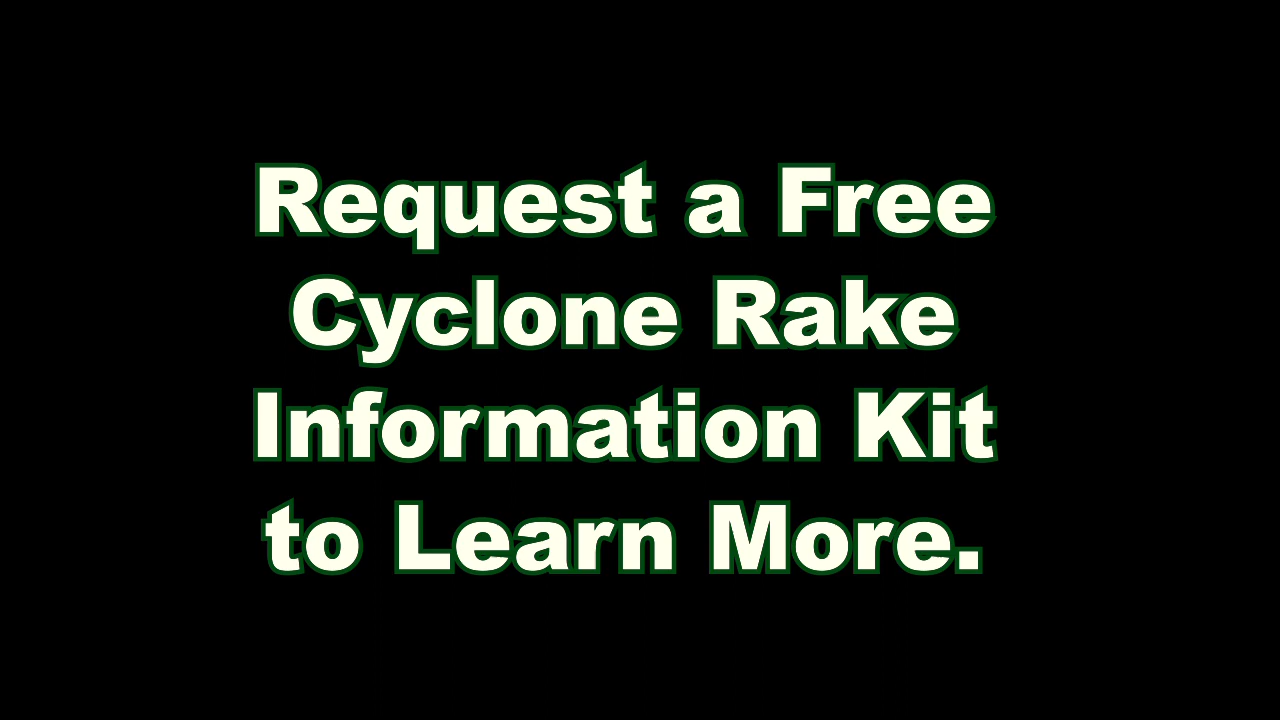 Request a Free
Cyclone Rake
Information Kit
to Learn More.